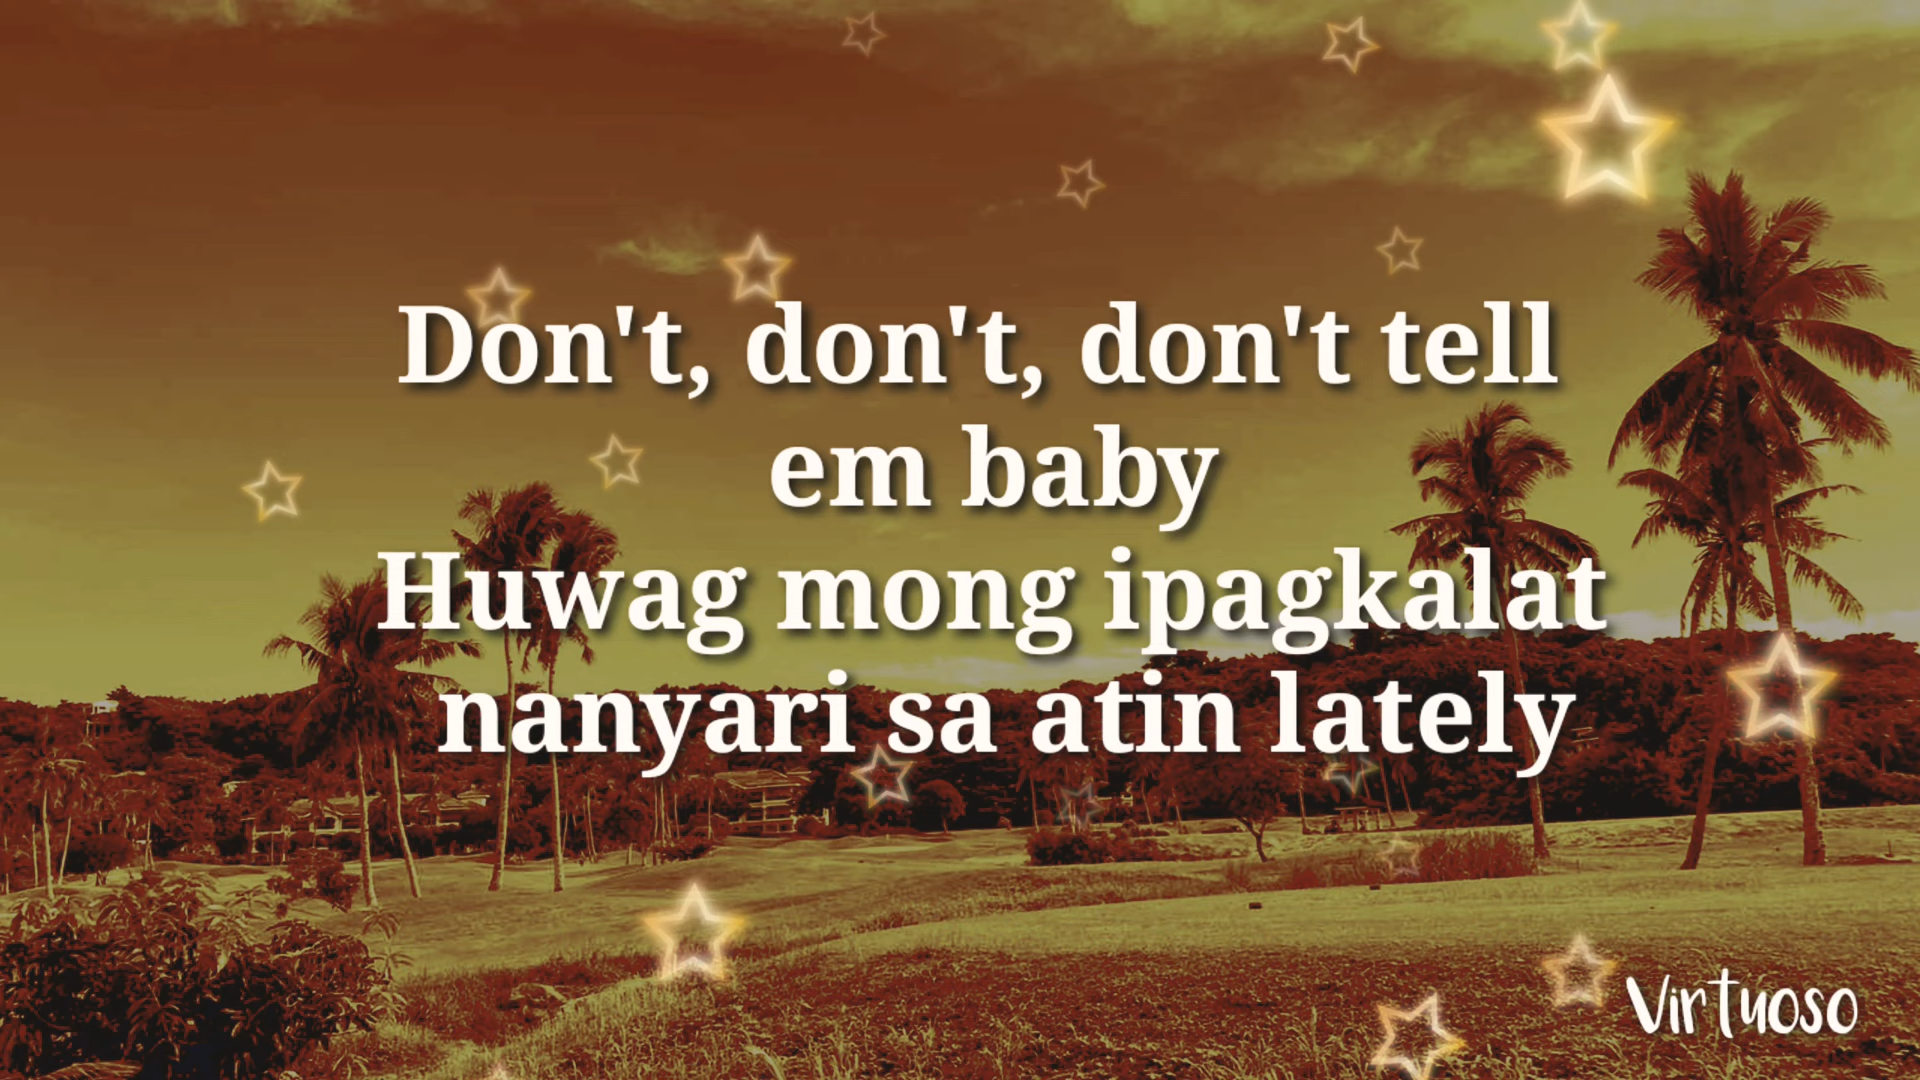 Don't, don't, don't tell
em baby
Huwag mong ipagkalat
nanyari sa atin lately
Virtuoso